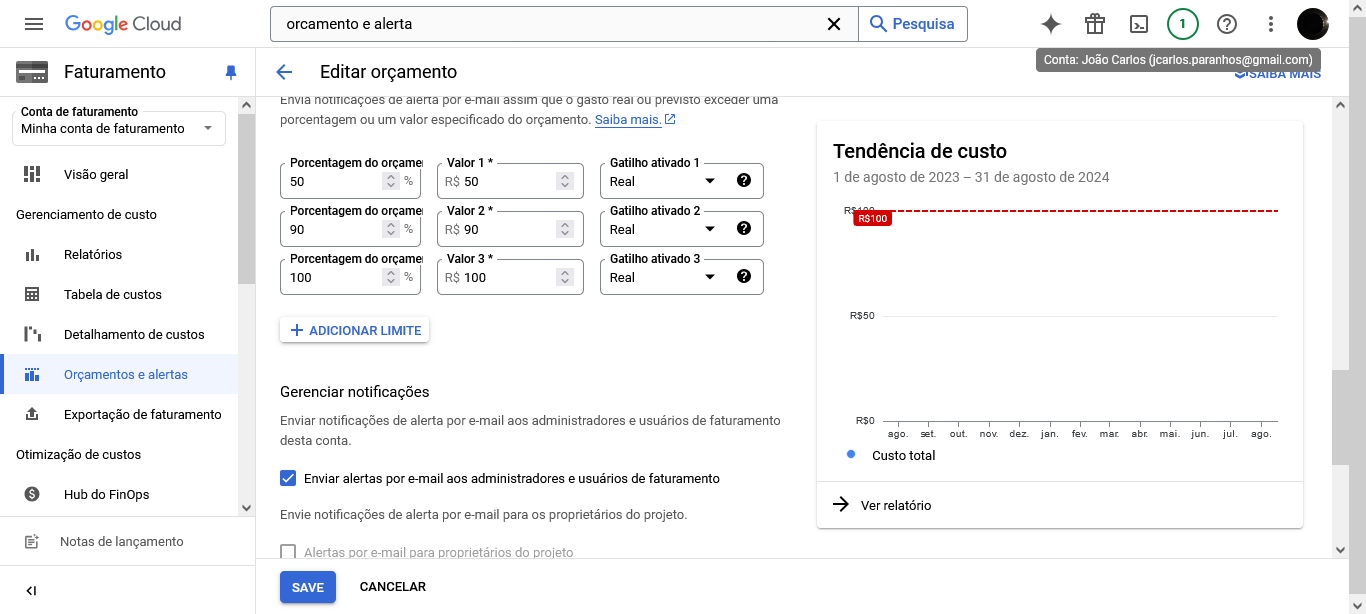 Google Cloud
orcamento e alerta
Pesquisa
1
Conta: João Carlos (jcarlos.paranhos@gmail.com)
SAIBA MAIS
Faturamento
Editar orçamento
Conta de faturamento
Minha conta de faturamento
Visão geral
Gerenciamento de custo
Relatórios
Tabela de custos
Detalhamento de custos
Orçamentos e alertas
Exportação de faturamento
Otimização de custos
Hub do FinOps
Notas de lançamento
Envia notificações de alerta por e-mail assim que o gasto real ou previsto exceder uma
porcentagem ou um valor especificado do orçamento. Saiba mais.
Porcentagem do orçame Valor 1 * Gatilho ativado 1
50 % R$ 50 Real
Porcentagem do orçame Valor 2 * Gatilho ativado 2
90 % R$ 90 Real
Porcentagem do orçame Valor 3 * Gatilho ativado 3
100 % R$ 100 Real
ADICIONAR LIMITE
Gerenciar notificações
Enviar notificações de alerta por e-mail aos administradores e usuários de faturamento
desta conta.
Enviar alertas por e-mail aos administradores e usuários de faturamento
Envie notificações de alerta por e-mail para os proprietários do projeto.
Alertas por e-mail para proprietários do projeto
SAVE CANCELAR
Tendência de custo
1 de agosto de 2023 – 31 de agosto de 2024
R$100
R$100
R$50
R$0
ago. set. out. nov. dez. jan. fev. mar. abr. mai. jun. jul. ago.
Custo total
Ver relatório